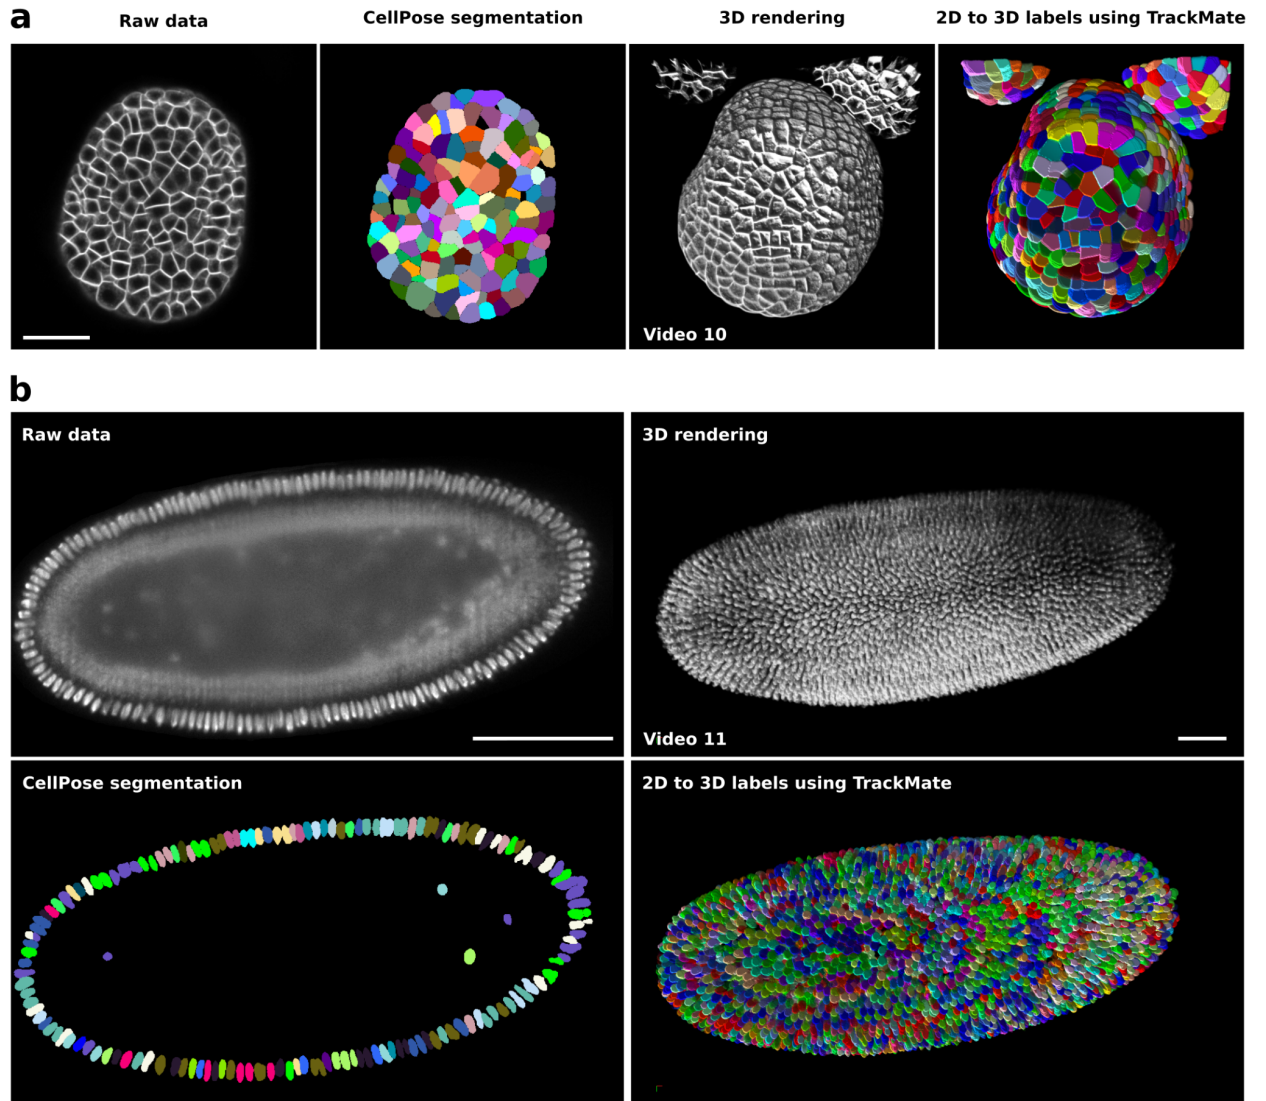 a
Raw data
CellPose segmentation
3D rendering
2D to 3D labels using TrackMate
Video 10
b
Raw data
3D rendering
Video 11
CellPose segmentation
2D to 3D labels using TrackMate